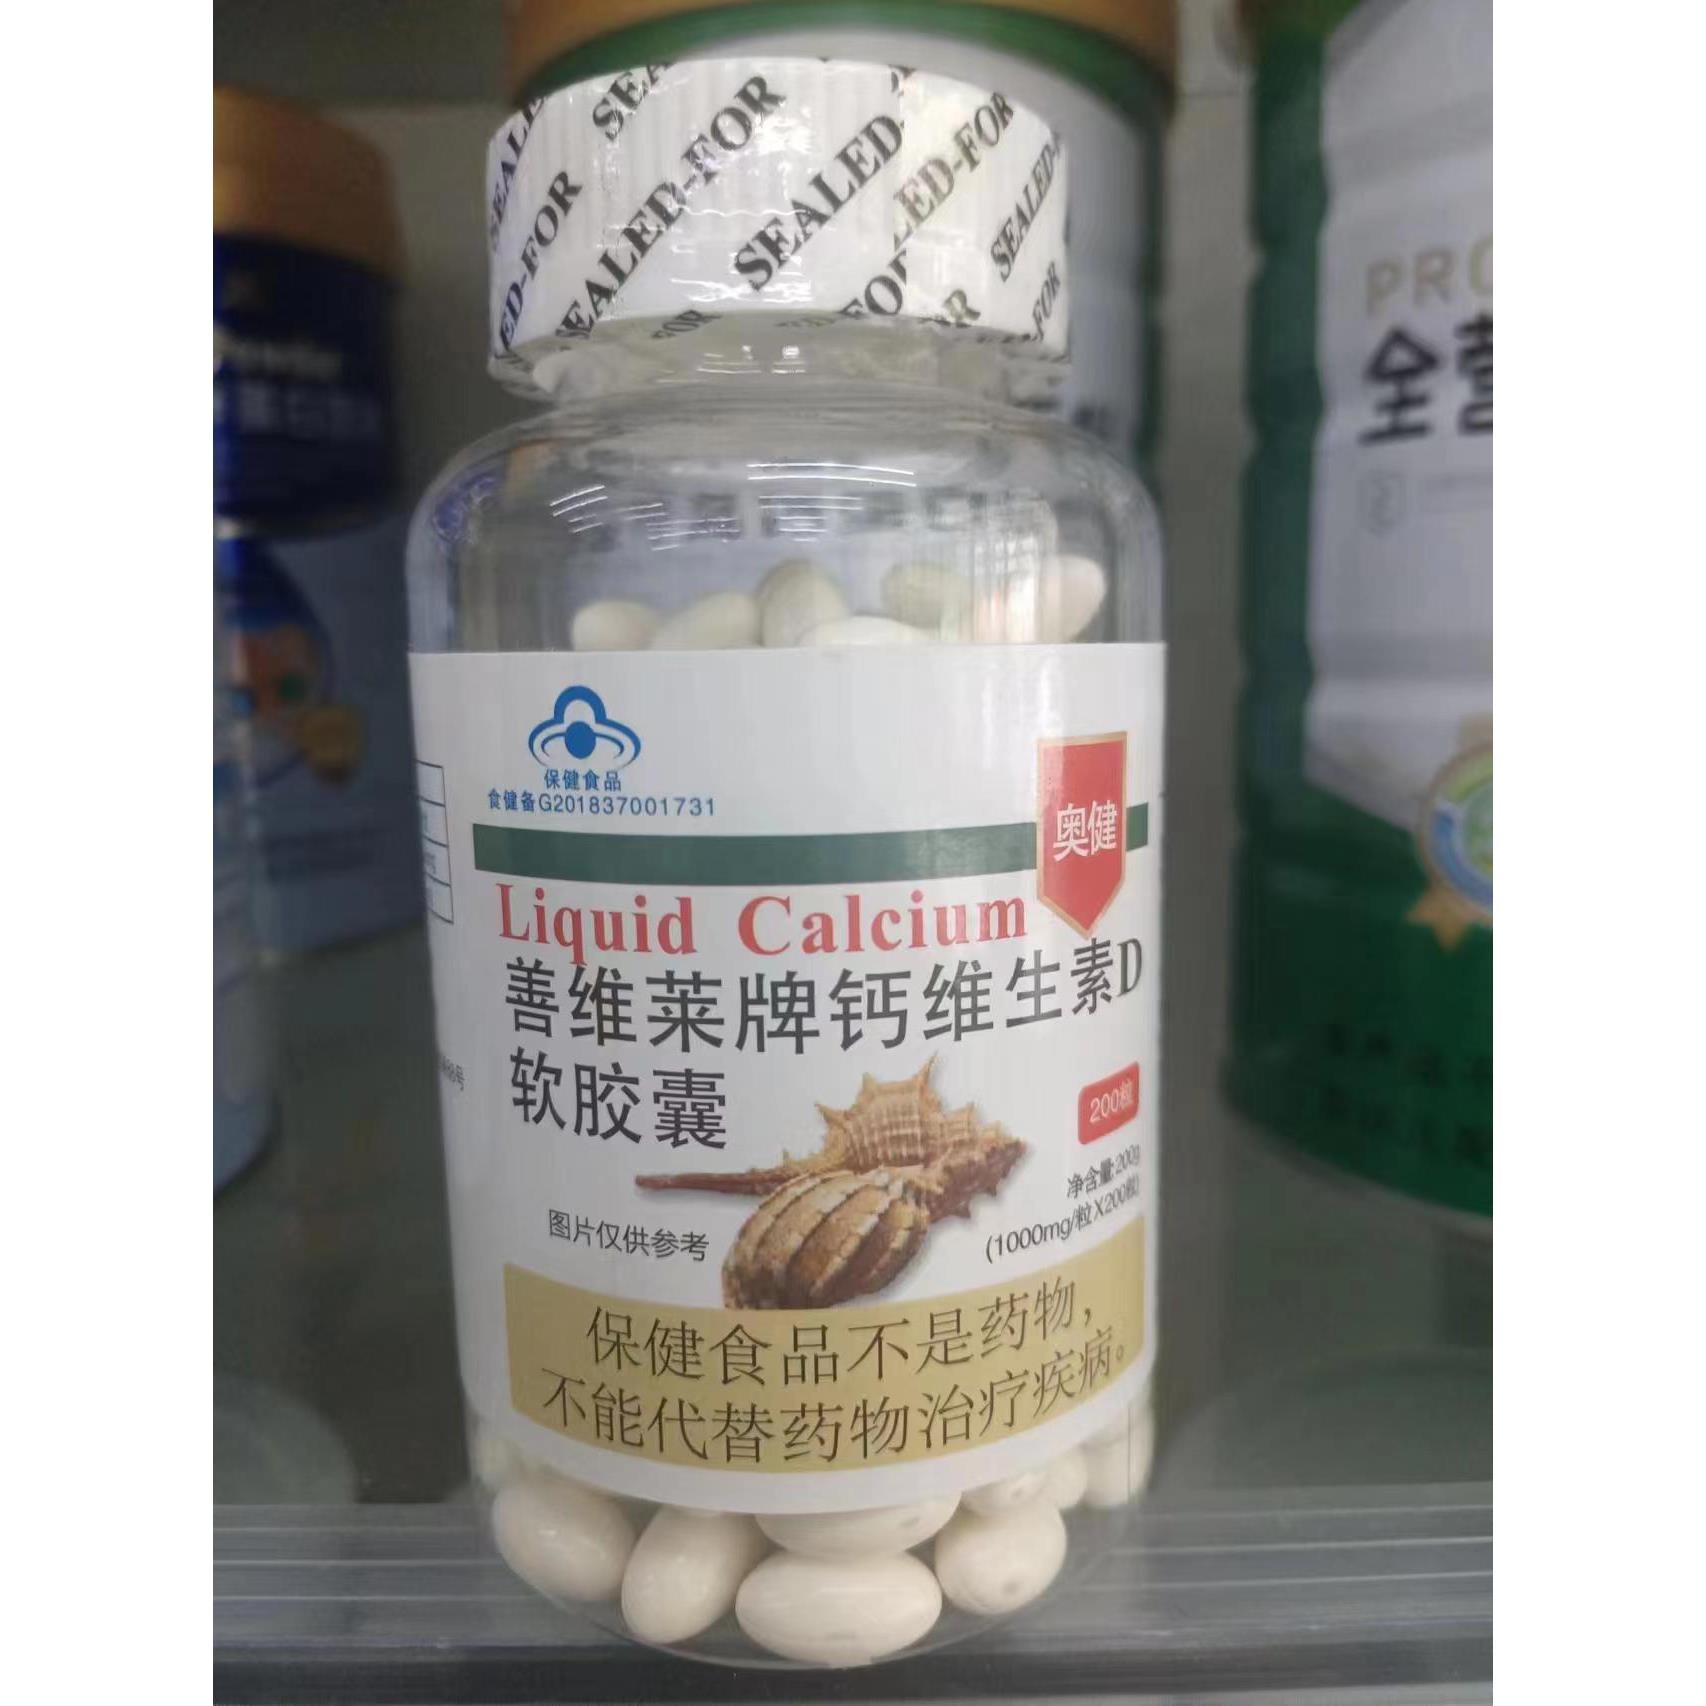 SEALED-FOR
SEALED-FOR
保健食品
食健备G201837001731
奥健
Liquid Calcium
善维莱牌钙维生素D
软胶囊
200粒
净含量:200g
(1000mg/粒X200粒)
图片仅供参考
保健食品不是药物，
不能代替药物治疗疾病。
PRO
全营